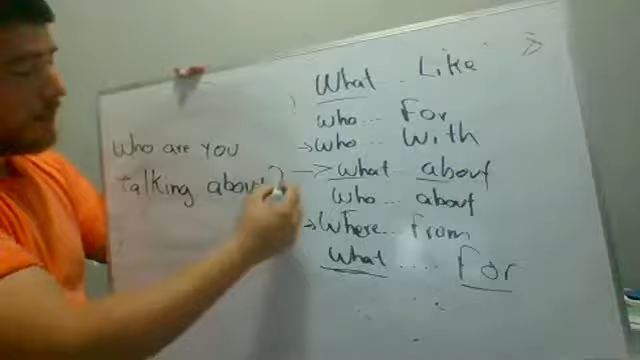 Who are you
talking about?
What .. Like
who ... For
→ who ... With
→ what ... about
Who .. about
→ Where .. from
what .... for